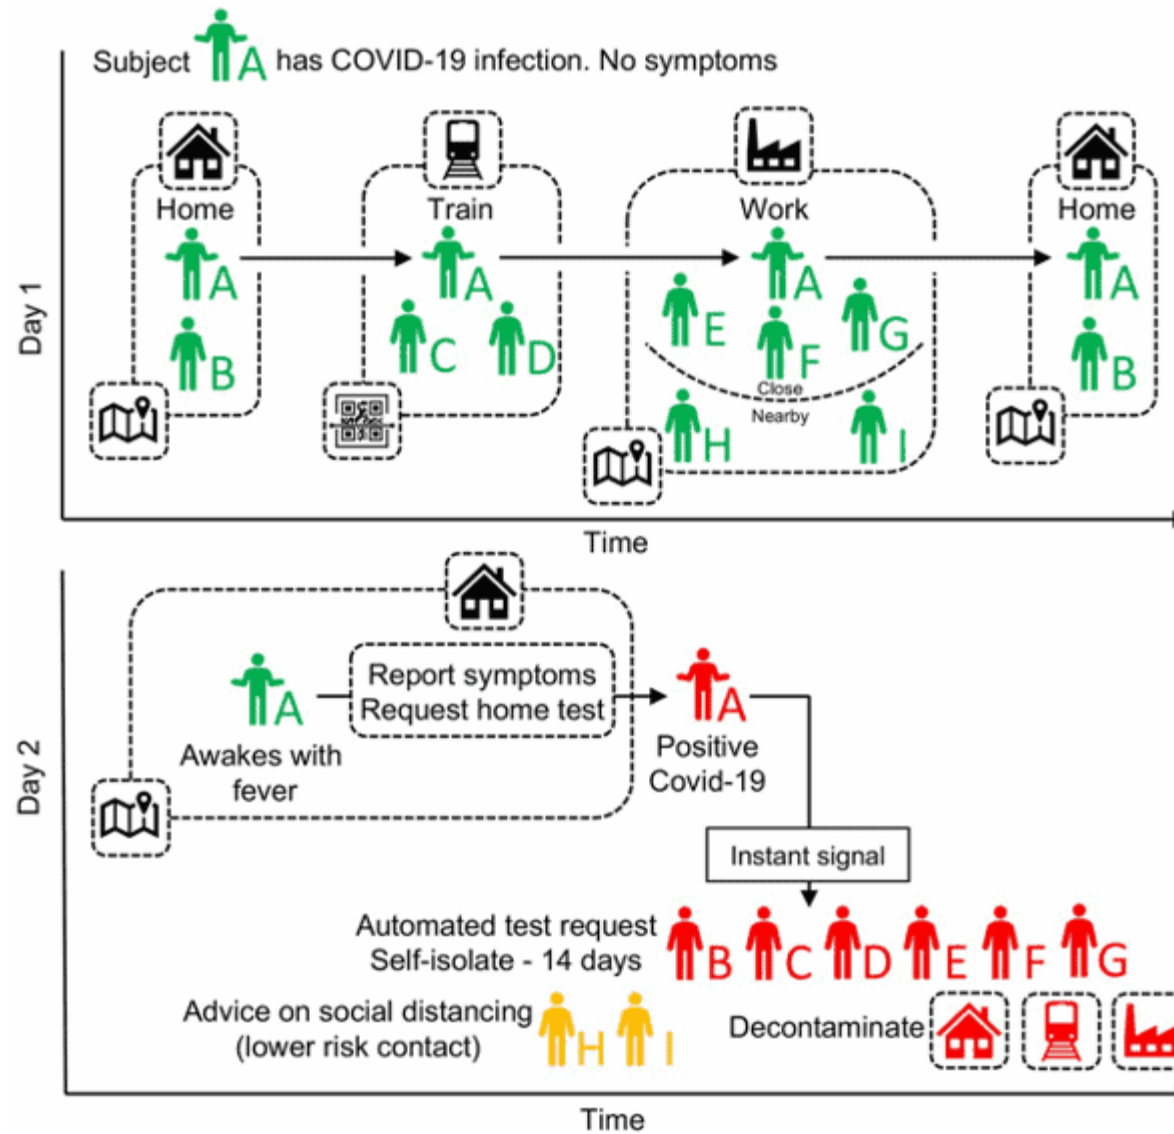 Subject A has COVID-19 infection. No symptoms
Home
Train
Work
Home
A
A
A
A
B
C
D
E
F
G
B
Close
Nearby
H
I
Day 1
Time
Report symptoms
Request home test
A
A
Awakes with
fever
Positive
Covid-19
Day 2
Instant signal
Automated test request
Self-isolate - 14 days
B C D E F G
Advice on social distancing
(lower risk contact)
H I
Decontaminate
Time